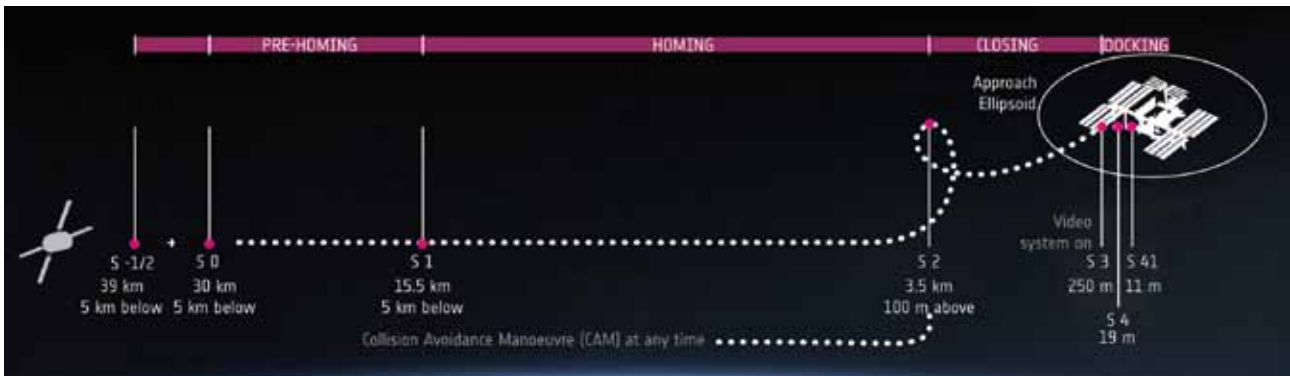 PRE-HOMING
HOMING
CLOSING
DOCKING
Approach
Ellipsoid
Video
system on
S -1/2
39 km
5 km below
S 0
30 km
5 km below
S 1
15.5 km
5 km below
S 2
3.5 km
100 m above
S 3
250 m
S 41
11 m
S 4
19 m
Collision Avoidance Manoeuvre (CAM) at any time